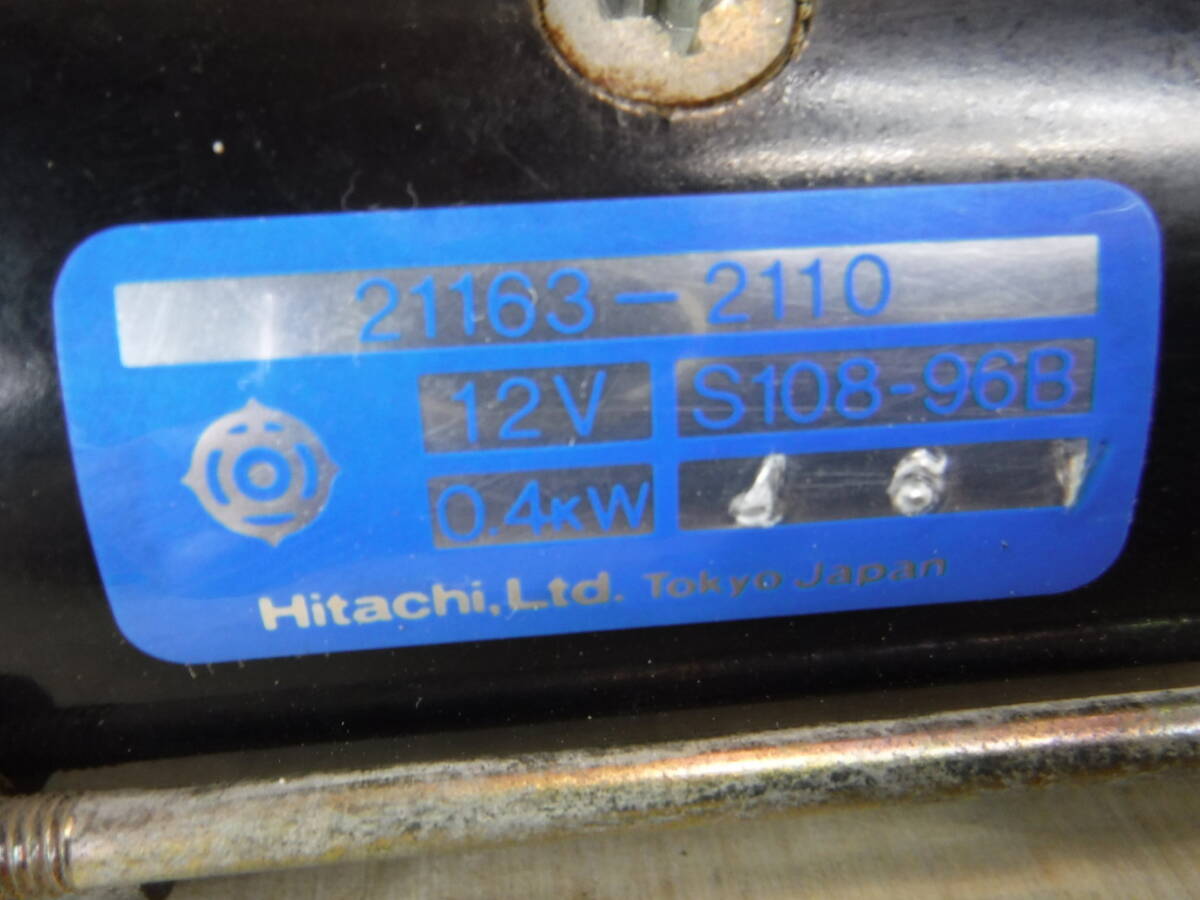 21163-2110
12V S108-96B
0.4KW
Hitachi, Ltd. Tokyo Japan